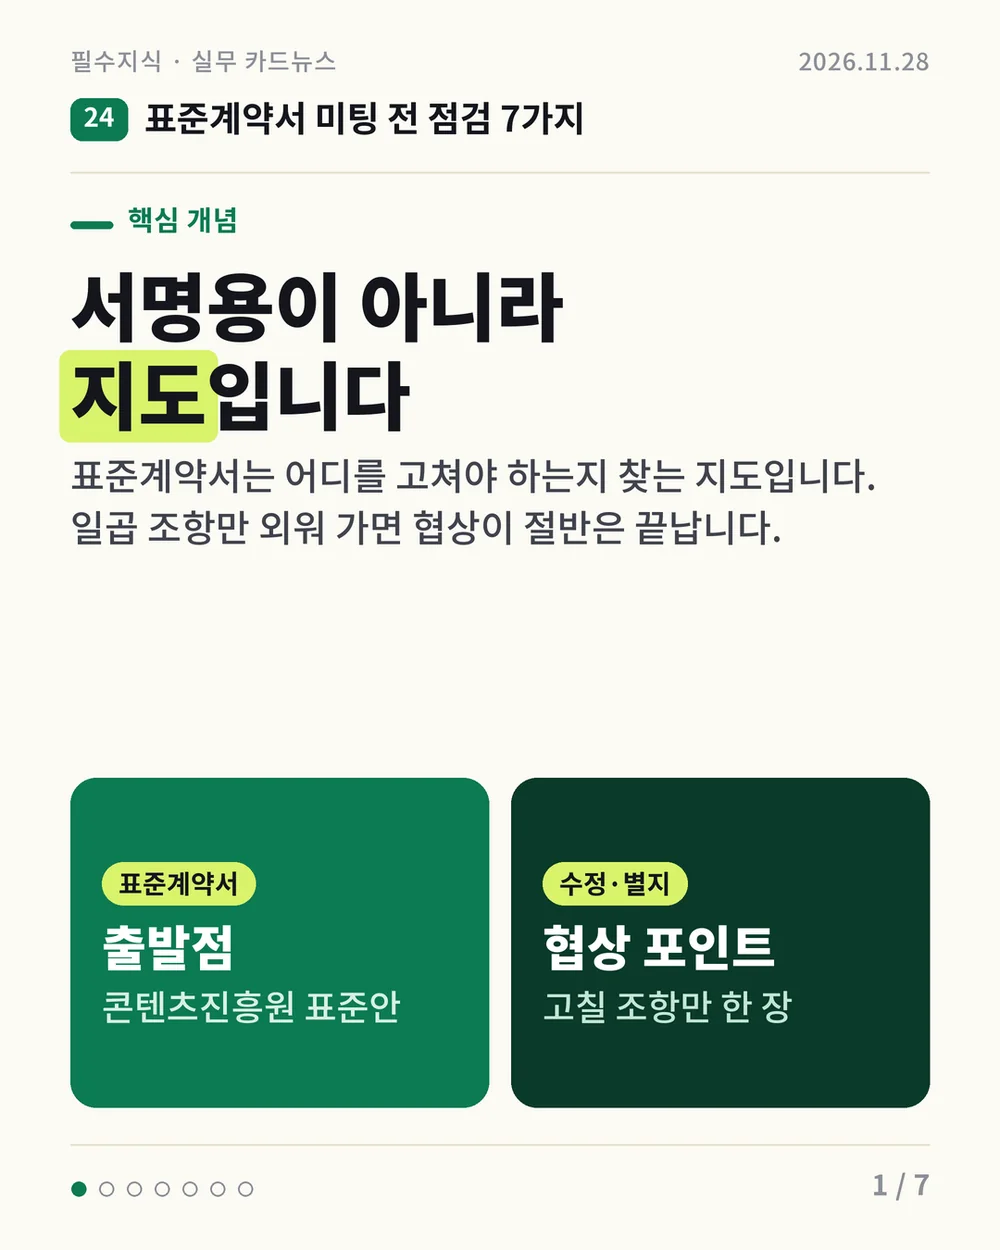 필수지식 · 실무 카드뉴스
2026.11.28
24 표준계약서 미팅 전 점검 7가지
핵심 개념
서명용이 아니라
지도입니다
표준계약서는 어디를 고쳐야 하는지 찾는 지도입니다.
일곱 조항만 외워 가면 협상이 절반은 끝납니다.
표준계약서
출발점
콘텐츠진흥원 표준안
수정·별지
협상 포인트
고칠 조항만 한 장
1 / 7